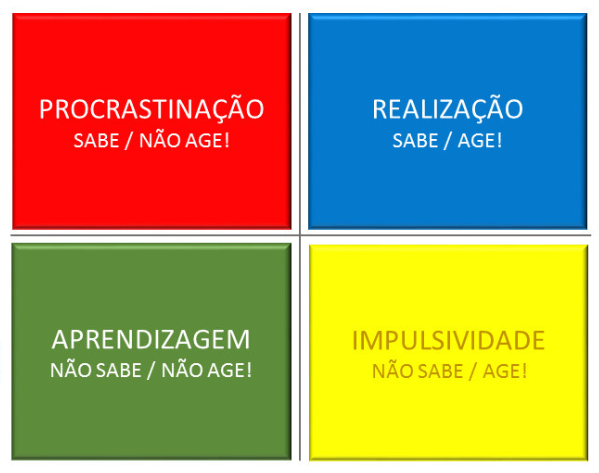 PROCRASTINAÇÃO
SABE / NÃO AGE!
REALIZAÇÃO
SABE / AGE!
APRENDIZAGEM
NÃO SABE / NÃO AGE!
IMPULSIVIDADE
NÃO SABE / AGE!